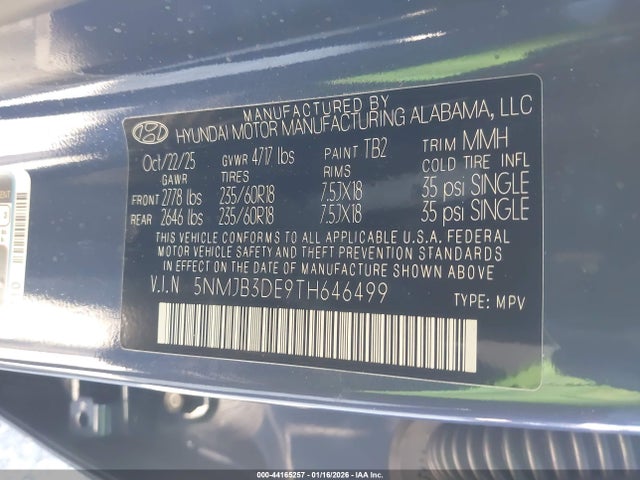 MANUFACTURED BY
HYUNDAI MOTOR MANUFACTURING ALABAMA, LLC
Oct/22/25 GVWR 4717 lbs PAINT TB2 TRIM MMH
GAWR TIRES RIMS COLD TIRE INFL
FRONT 2778 lbs 235/60R18 7.5JX18 35 psi SINGLE
REAR 2646 lbs 235/60R18 7.5JX18 35 psi SINGLE
THIS VEHICLE CONFORMS TO ALL APPLICABLE U.S.A. FEDERAL
MOTOR VEHICLE SAFETY AND THEFT PREVENTION STANDARDS
IN EFFECT ON THE DATE OF MANUFACTURE SHOWN ABOVE.
V.I.N 5NMJB3DE9TH646499 TYPE: MPV
000-44165257 - 01/16/2026 - IAA Inc.